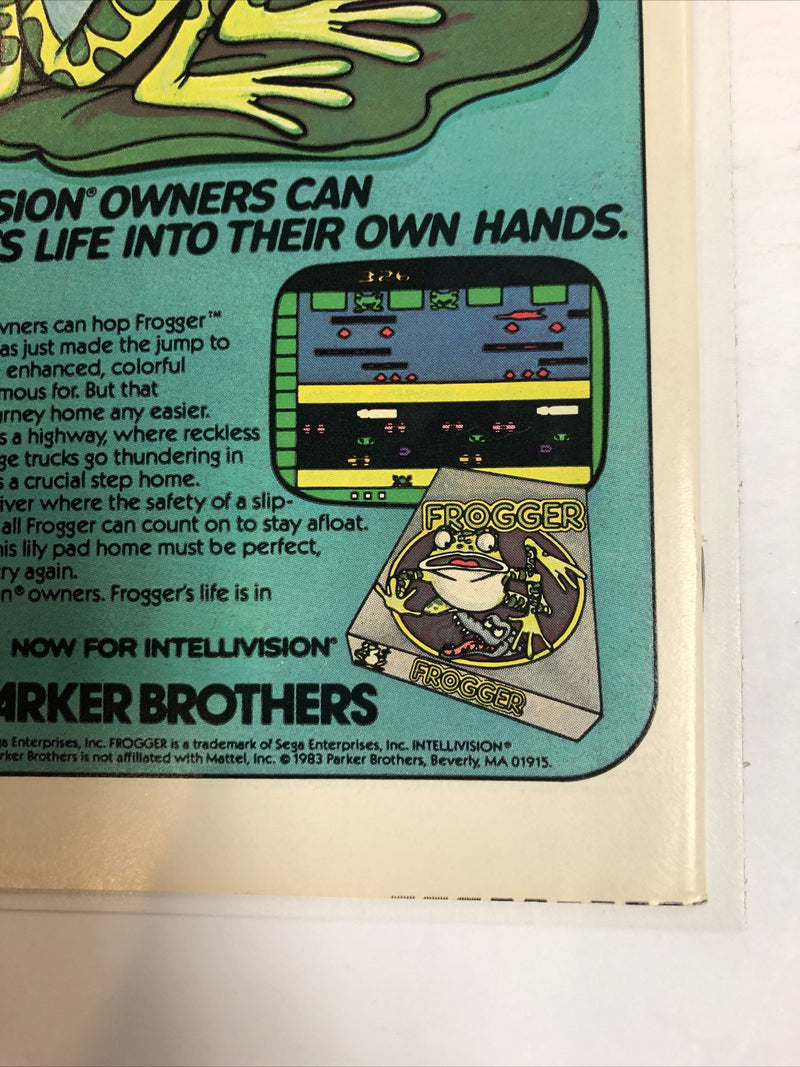 SION® OWNERS CAN
S LIFE INTO THEIR OWN HANDS.
326
wners can hop Frogger™
as just made the jump to
enhanced, colorful
mous for. But that
urney home any easier.
s a highway, where reckless
ge trucks go thundering in
s a crucial step home.
iver where the safety of a slip-
all Frogger can count on to stay afloat.
his lily pad home must be perfect,
ry again.
n® owners. Frogger's life is in
FROGGER
FROGGER
NOW FOR INTELLIVISION®
ARKER BROTHERS
a Enterprises, Inc. FROGGER is a trademark of Sega Enterprises, Inc. INTELLIVISION®
rker Brothers is not affiliated with Mattel, Inc. © 1983 Parker Brothers, Beverly, MA 01915.